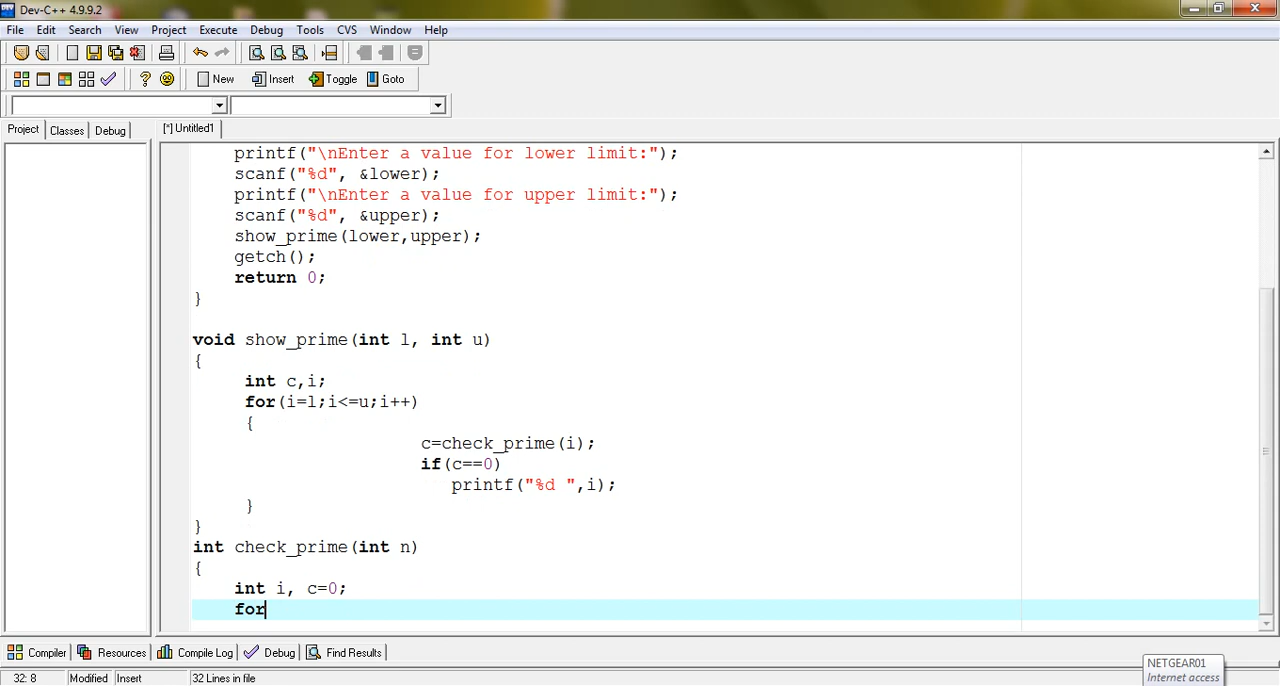 Dev-C++ 4.9.9.2
File Edit Search View Project Execute Debug Tools CVS Window Help
New Insert Toggle Goto
Project Classes Debug [*] Untitled1
printf("\nEnter a value for lower limit:");
scanf("%d", &lower);
printf("\nEnter a value for upper limit:");
scanf("%d", &upper);
show_prime(lower,upper);
getch();
return 0;
}
void show_prime(int l, int u)
{
int c,i;
for(i=l;i<=u;i++)
{
c=check_prime(i);
if(c==0)
printf("%d ",i);
}
}
int check_prime(int n)
{
int i, c=0;
for
Compiler Resources Compile Log Debug Find Results
NETGEAR01
Internet access
32: 8 Modified Insert 32 Lines in file